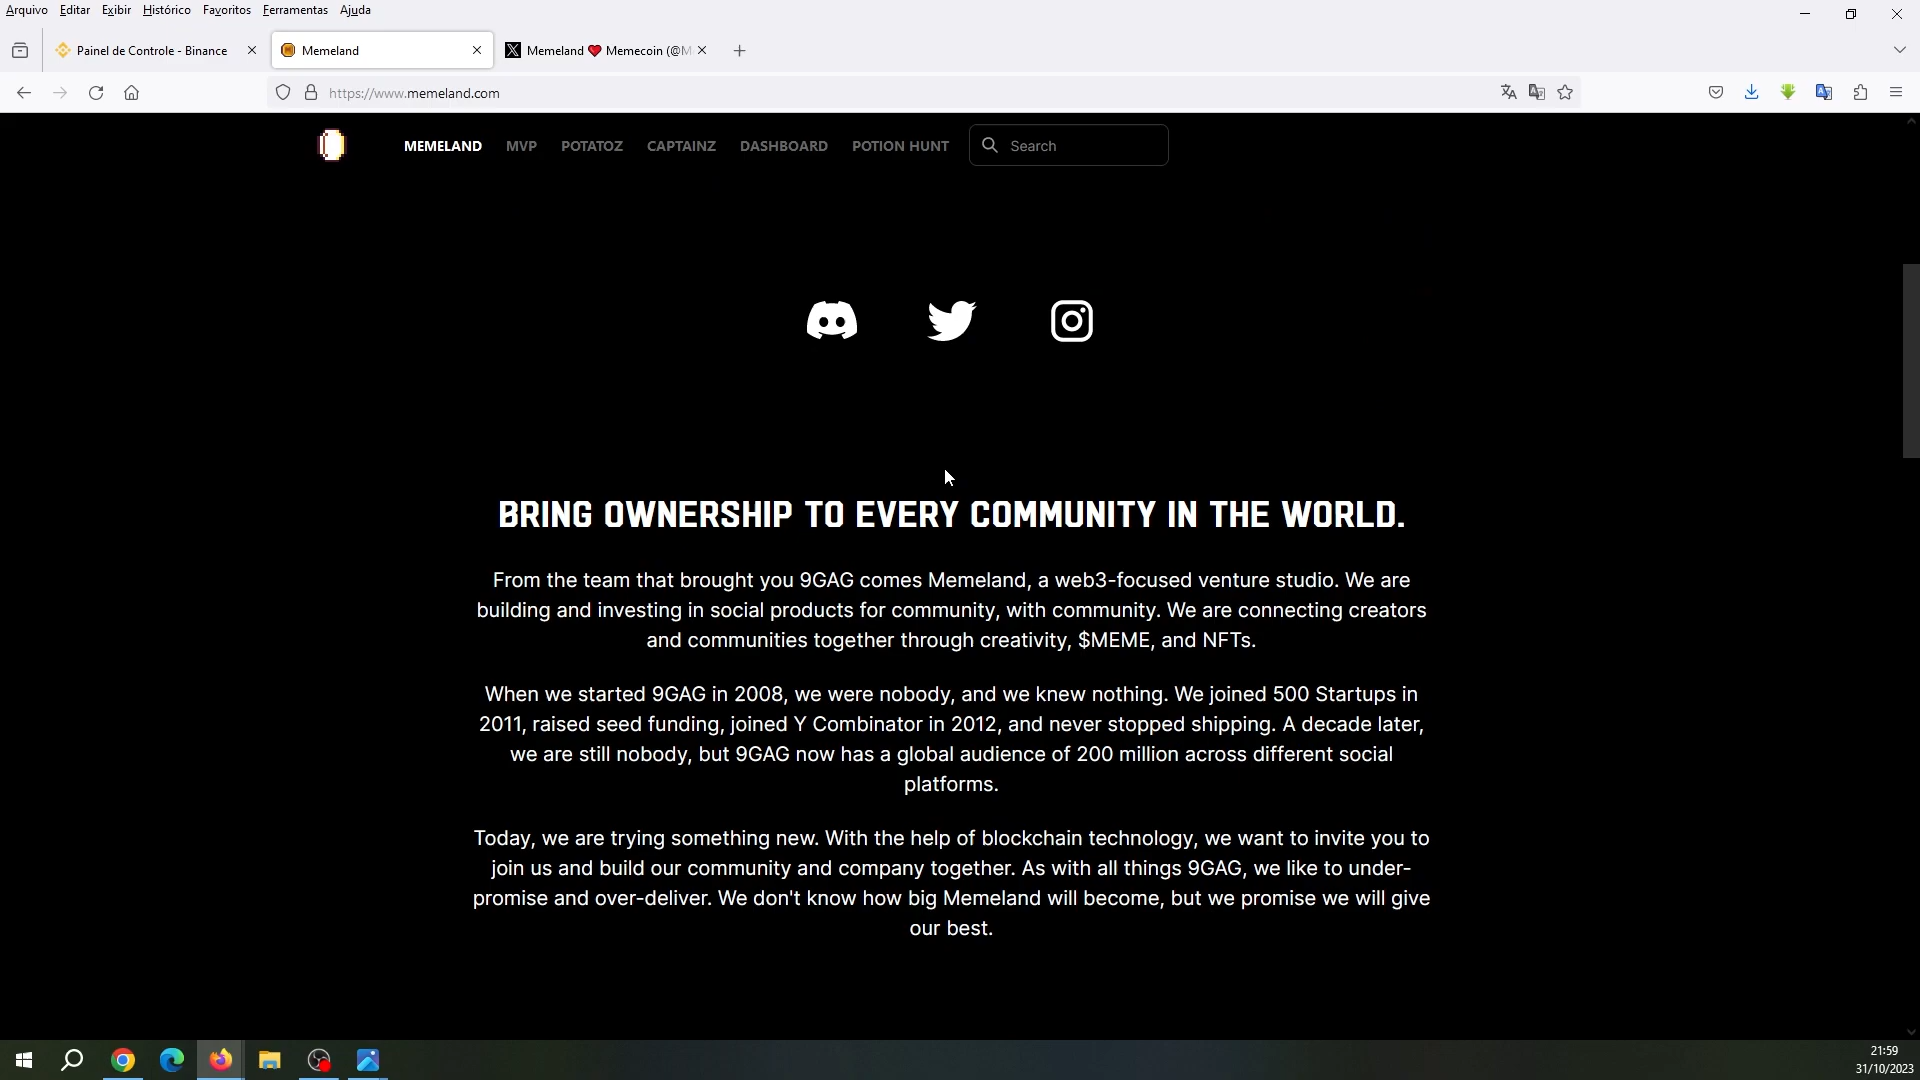 Arquivo Editar Exibir Histórico Favoritos Ferramentas Ajuda
Painel de Controle - Binance
Memeland
Memeland Memecoin (@M
https://www.memeland.com
MEMELAND MVP POTATOZ CAPTAINZ DASHBOARD POTION HUNT Search
BRING OWNERSHIP TO EVERY COMMUNITY IN THE WORLD.
From the team that brought you 9GAG comes Memeland, a web3-focused venture studio. We are
building and investing in social products for community, with community. We are connecting creators
and communities together through creativity, $MEME, and NFTs.
When we started 9GAG in 2008, we were nobody, and we knew nothing. We joined 500 Startups in
2011, raised seed funding, joined Y Combinator in 2012, and never stopped shipping. A decade later,
we are still nobody, but 9GAG now has a global audience of 200 million across different social
platforms.
Today, we are trying something new. With the help of blockchain technology, we want to invite you to
join us and build our community and company together. As with all things 9GAG, we like to under-
promise and over-deliver. We don't know how big Memeland will become, but we promise we will give
our best.
21:59
31/10/2023